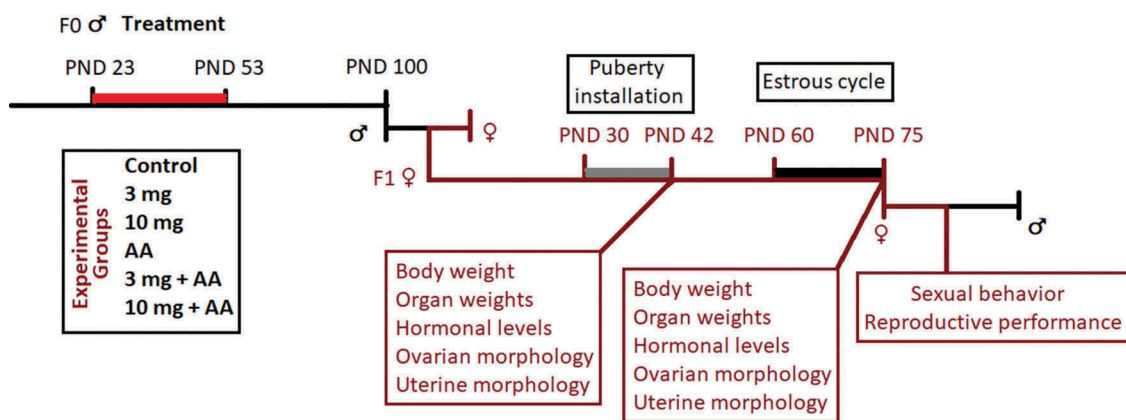 F0 ♂ Treatment
PND 23 PND 53 PND 100
Puberty
installation
Estrous cycle
♂ ♀
PND 30 PND 42 PND 60 PND 75
F1 ♀
♀ ♂
Experimental
Groups
Control
3 mg
10 mg
AA
3 mg + AA
10 mg + AA
Body weight
Organ weights
Hormonal levels
Ovarian morphology
Uterine morphology
Body weight
Organ weights
Hormonal levels
Ovarian morphology
Uterine morphology
Sexual behavior
Reproductive performance